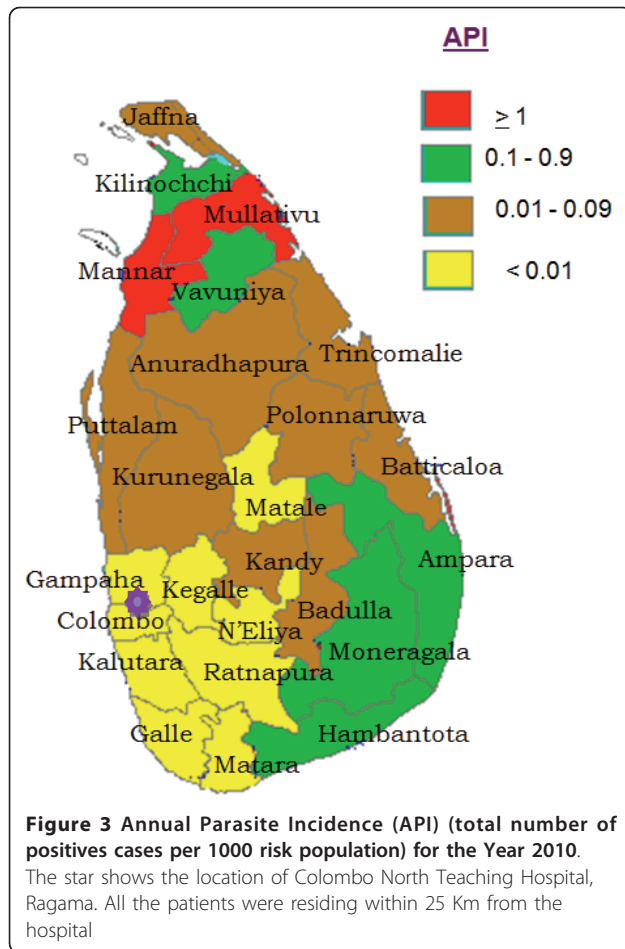 API
≥ 1
0.1 - 0.9
0.01 - 0.09
< 0.01
Jaffna
Kilinochchi
Mullativu
Mannar
Vavuniya
Anuradhapura
Trincomalie
Polonnaruwa
Puttalam
Batticaloa
Kurunegala
Matale
Ampara
Kandy
Gampaha
Kegalle
Badulla
Colombo
N'Eliya
Moneragala
Kalutara
Ratnapura
Galle
Hambantota
Matara
Figure 3 Annual Parasite Incidence (API) (total number of
positives cases per 1000 risk population) for the Year 2010.
The star shows the location of Colombo North Teaching Hospital,
Ragama. All the patients were residing within 25 Km from the
hospital